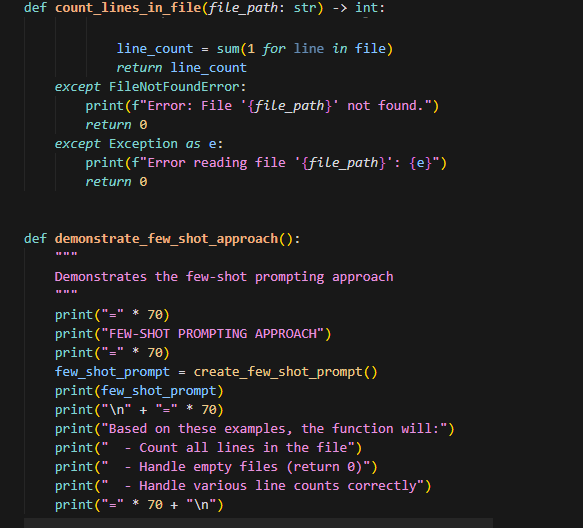 def count_lines_in_file(file_path: str) -> int:
            line_count = sum(1 for line in file)
            return line_count
    except FileNotFoundError:
        print(f"Error: File '{file_path}' not found.")
        return 0
    except Exception as e:
        print(f"Error reading file '{file_path}': {e}")
        return 0
def demonstrate_few_shot_approach():
    """
    Demonstrates the few-shot prompting approach
    """
    print("=" * 70)
    print("FEW-SHOT PROMPTING APPROACH")
    print("=" * 70)
    few_shot_prompt = create_few_shot_prompt()
    print(few_shot_prompt)
    print("\n" + "=" * 70)
    print("Based on these examples, the function will:")
    print("  - Count all lines in the file")
    print("  - Handle empty files (return 0)")
    print("  - Handle various line counts correctly")
    print("=" * 70 + "\n")